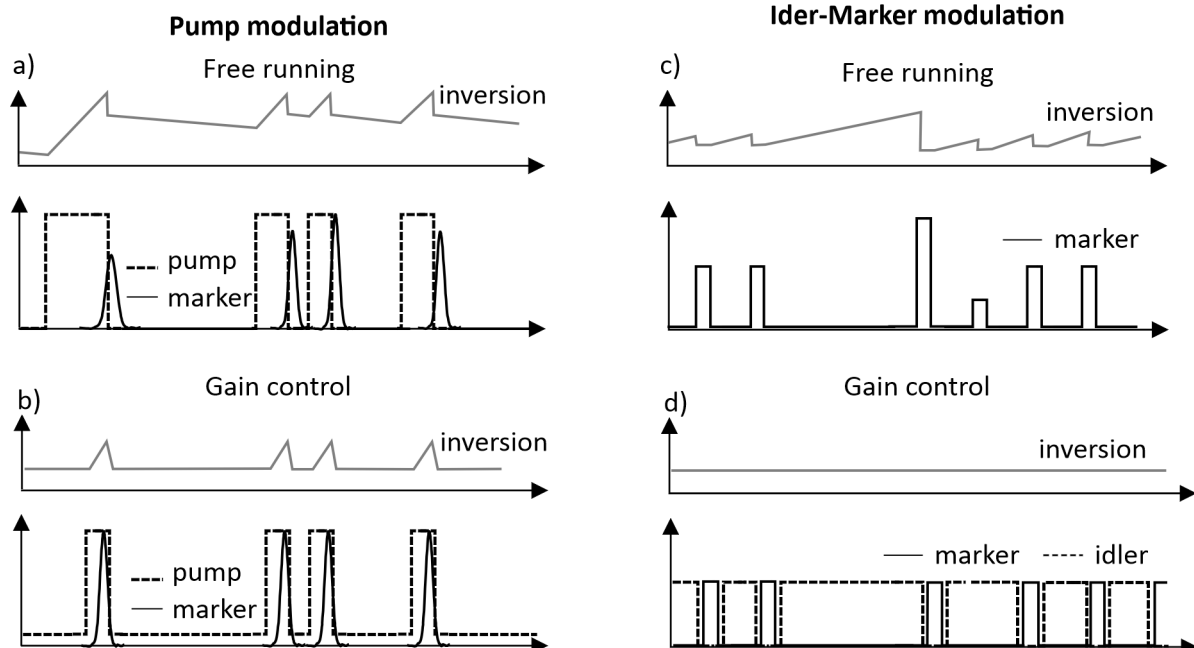 Pump modulation
a)
Free running
inversion
pump
marker
b)
Gain control
inversion
pump
marker
Ider-Marker modulation
c)
Free running
inversion
marker
d)
Gain control
inversion
marker idler